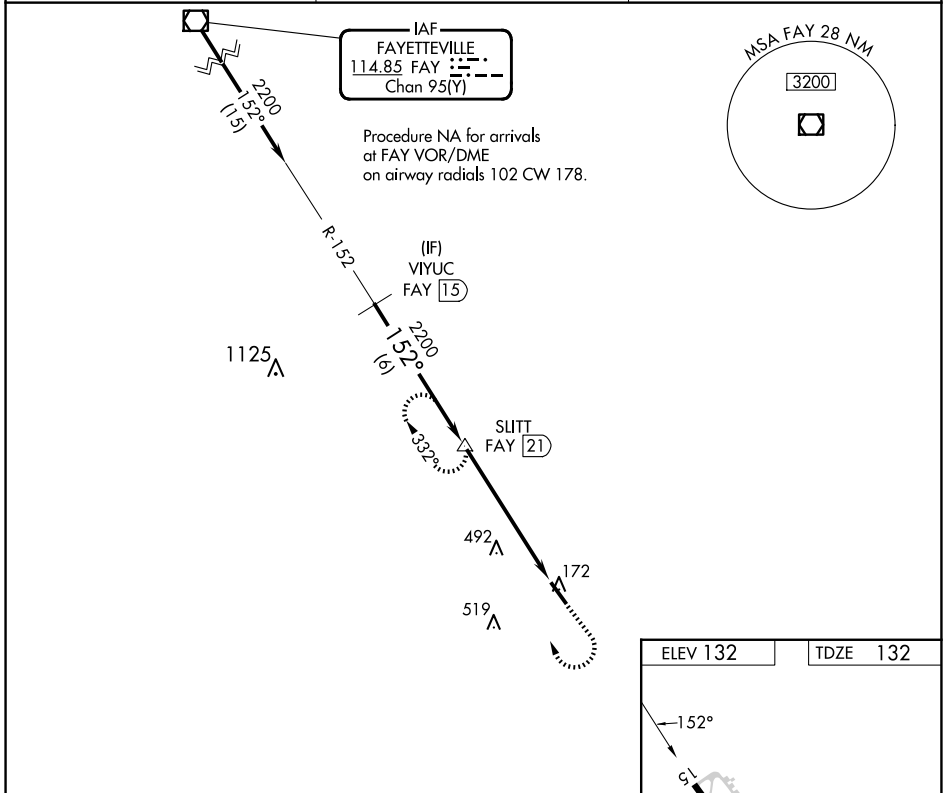 IAF
FAYETTEVILLE
114.85 FAY
Chan 95(Y)
MSA FAY 28 NM
3200
2200
152°
(15)
Procedure NA for arrivals
at FAY VOR/DME
on airway radials 102 CW 178.
R-152
(IF)
VIYUC
FAY 15
2200
152°
(6)
1125
SLITT
FAY 21
332°
492
172
519
ELEV 132
TDZE 132
152°
15